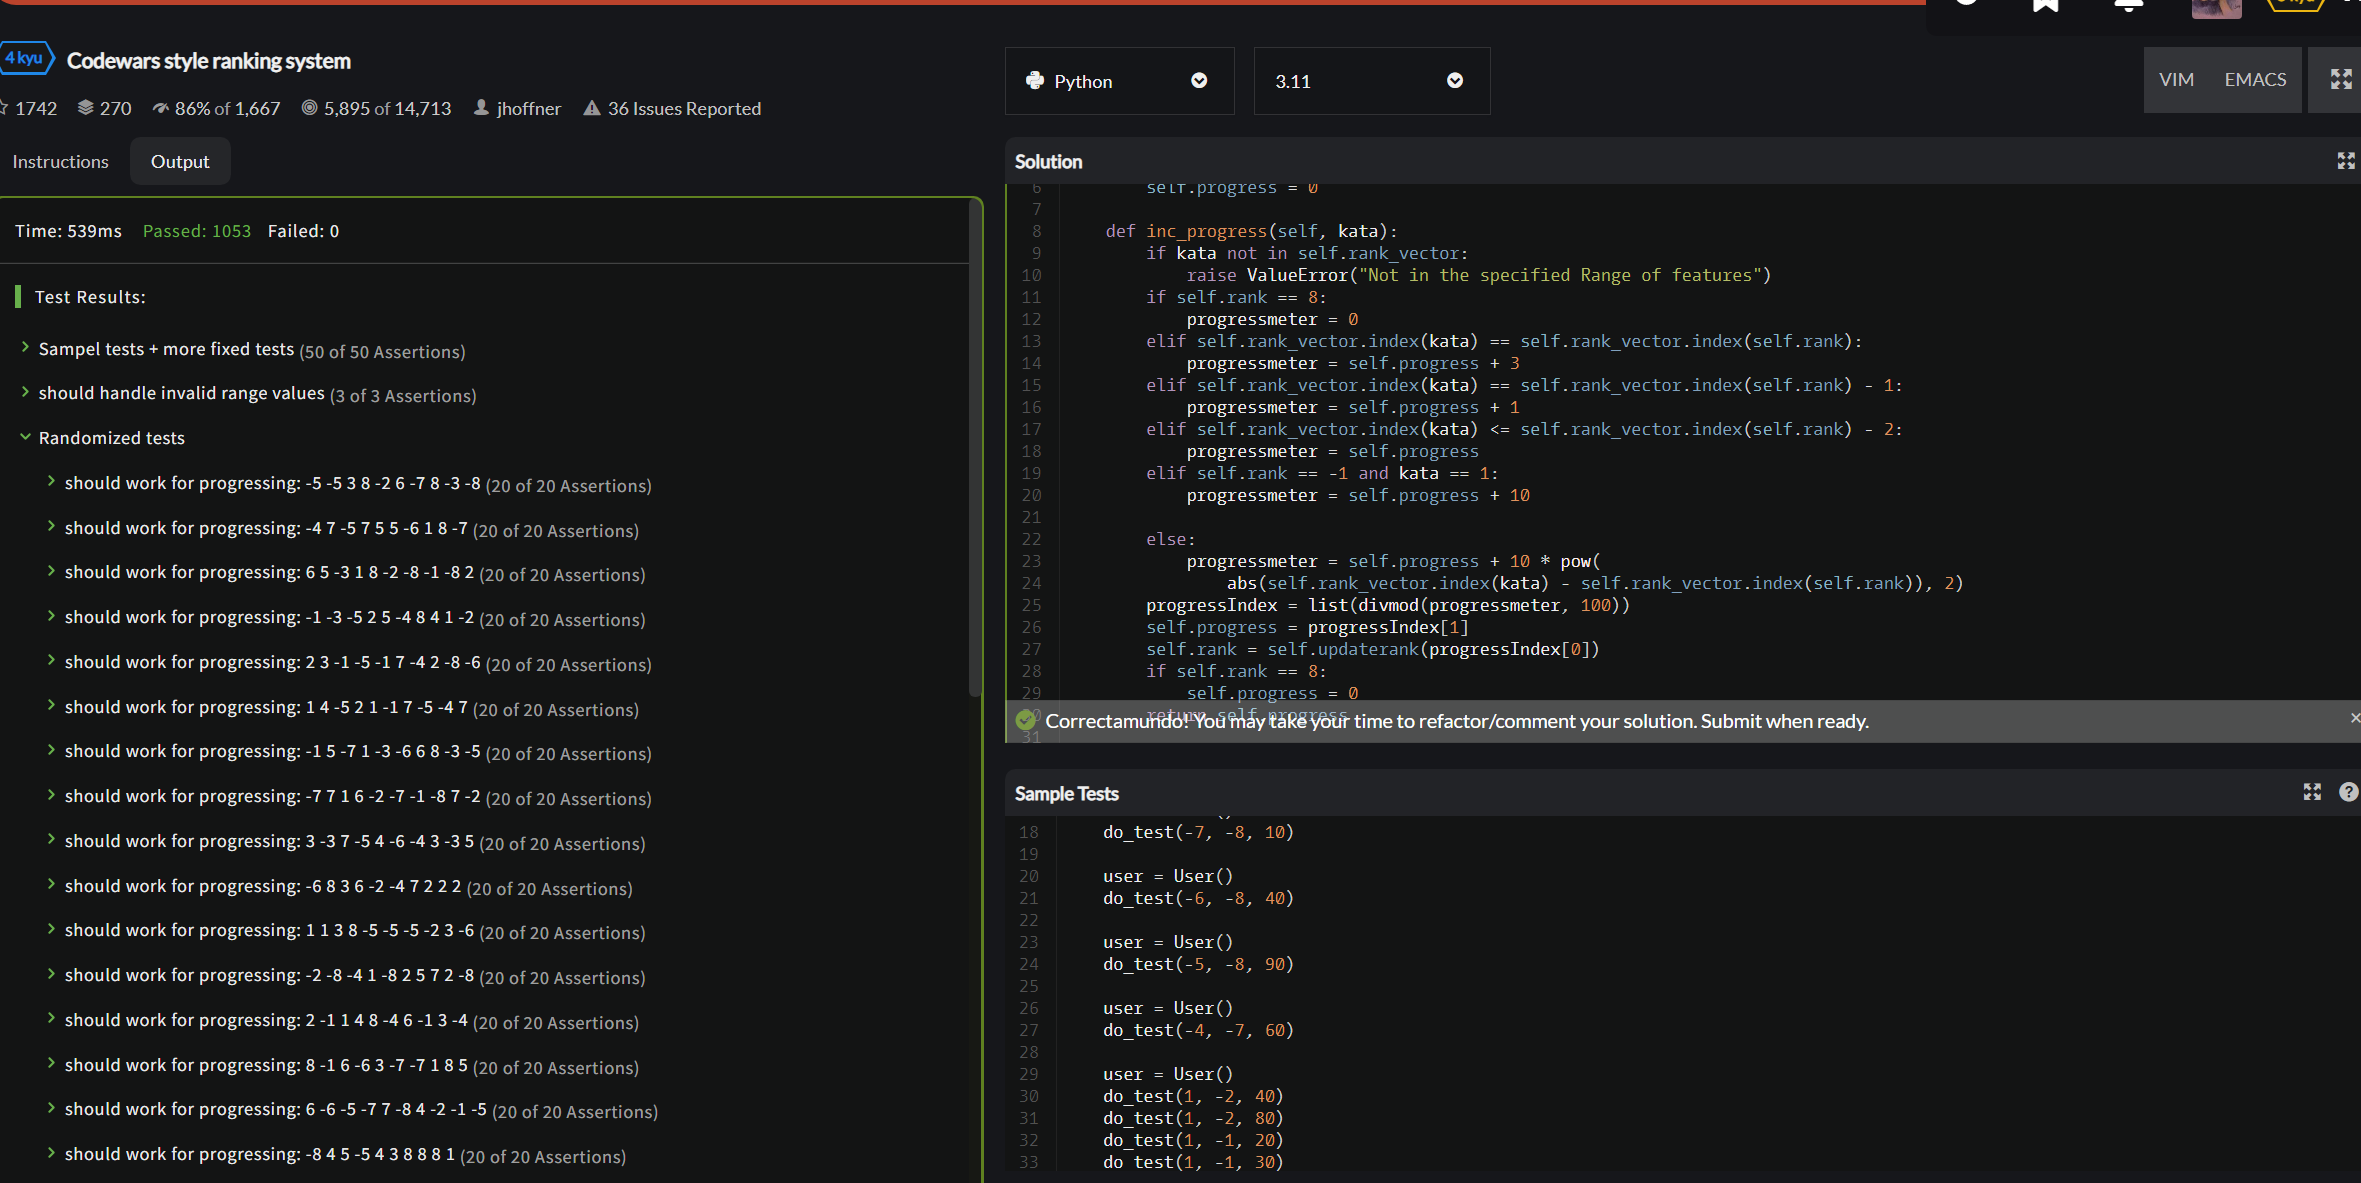 4 kyu Codewars style ranking system
1742 270 86% of 1,667 5,895 of 14,713 jhoffner 36 Issues Reported
Instructions Output
Time: 539ms Passed: 1053 Failed: 0
Test Results:
Sampel tests + more fixed tests (50 of 50 Assertions)
should handle invalid range values (3 of 3 Assertions)
Randomized tests
should work for progressing: -5 -5 3 8 -2 6 -7 8 -3 -8 (20 of 20 Assertions)
should work for progressing: -4 7 -5 7 5 5 -6 1 8 -7 (20 of 20 Assertions)
should work for progressing: 6 5 -3 1 8 -2 -8 -1 -8 2 (20 of 20 Assertions)
should work for progressing: -1 -3 -5 2 5 -4 8 4 1 -2 (20 of 20 Assertions)
should work for progressing: 2 3 -1 -5 -1 7 -4 2 -8 -6 (20 of 20 Assertions)
should work for progressing: 1 4 -5 2 1 -1 7 -5 -4 7 (20 of 20 Assertions)
should work for progressing: -1 5 -7 1 -3 -6 6 8 -3 -5 (20 of 20 Assertions)
should work for progressing: -7 7 1 6 -2 -7 -1 -8 7 -2 (20 of 20 Assertions)
should work for progressing: 3 -3 7 -5 4 -6 -4 3 -3 5 (20 of 20 Assertions)
should work for progressing: -6 8 3 6 -2 -4 7 2 2 2 (20 of 20 Assertions)
should work for progressing: 1 1 3 8 -5 -5 -5 -2 3 -6 (20 of 20 Assertions)
should work for progressing: -2 -8 -4 1 -8 2 5 7 2 -8 (20 of 20 Assertions)
should work for progressing: 2 -1 1 4 8 -4 6 -1 3 -4 (20 of 20 Assertions)
should work for progressing: 8 -1 6 -6 3 -7 -7 1 8 5 (20 of 20 Assertions)
should work for progressing: 6 -6 -5 -7 7 -8 4 -2 -1 -5 (20 of 20 Assertions)
should work for progressing: -8 4 5 -5 4 3 8 8 8 1 (20 of 20 Assertions)
Python 3.11 VIM EMACS
Solution
6 self.progress = 0
7
8 def inc_progress(self, kata):
9 if kata not in self.rank_vector:
10 raise ValueError("Not in the specified Range of features")
11 if self.rank == 8:
12 progressmeter = 0
13 elif self.rank_vector.index(kata) == self.rank_vector.index(self.rank):
14 progressmeter = self.progress + 3
15 elif self.rank_vector.index(kata) == self.rank_vector.index(self.rank) - 1:
16 progressmeter = self.progress + 1
17 elif self.rank_vector.index(kata) <= self.rank_vector.index(self.rank) - 2:
18 progressmeter = self.progress
19 elif self.rank == -1 and kata == 1:
20 progressmeter = self.progress + 10
21
22 else:
23 progressmeter = self.progress + 10 * pow(
24 abs(self.rank_vector.index(kata) - self.rank_vector.index(self.rank)), 2)
25 progressIndex = list(divmod(progressmeter, 100))
26 self.progress = progressIndex[1]
27 self.rank = self.updaterank(progressIndex[0])
28 if self.rank == 8:
29 self.progress = 0
30 return self.progress
Correctamundo! You may take your time to refactor/comment your solution. Submit when ready.
31
Sample Tests
18 do_test(-7, -8, 10)
19
20 user = User()
21 do_test(-6, -8, 40)
22
23 user = User()
24 do_test(-5, -8, 90)
25
26 user = User()
27 do_test(-4, -7, 60)
28
29 user = User()
30 do_test(1, -2, 40)
31 do_test(1, -2, 80)
32 do_test(1, -1, 20)
33 do_test(1, -1, 30)